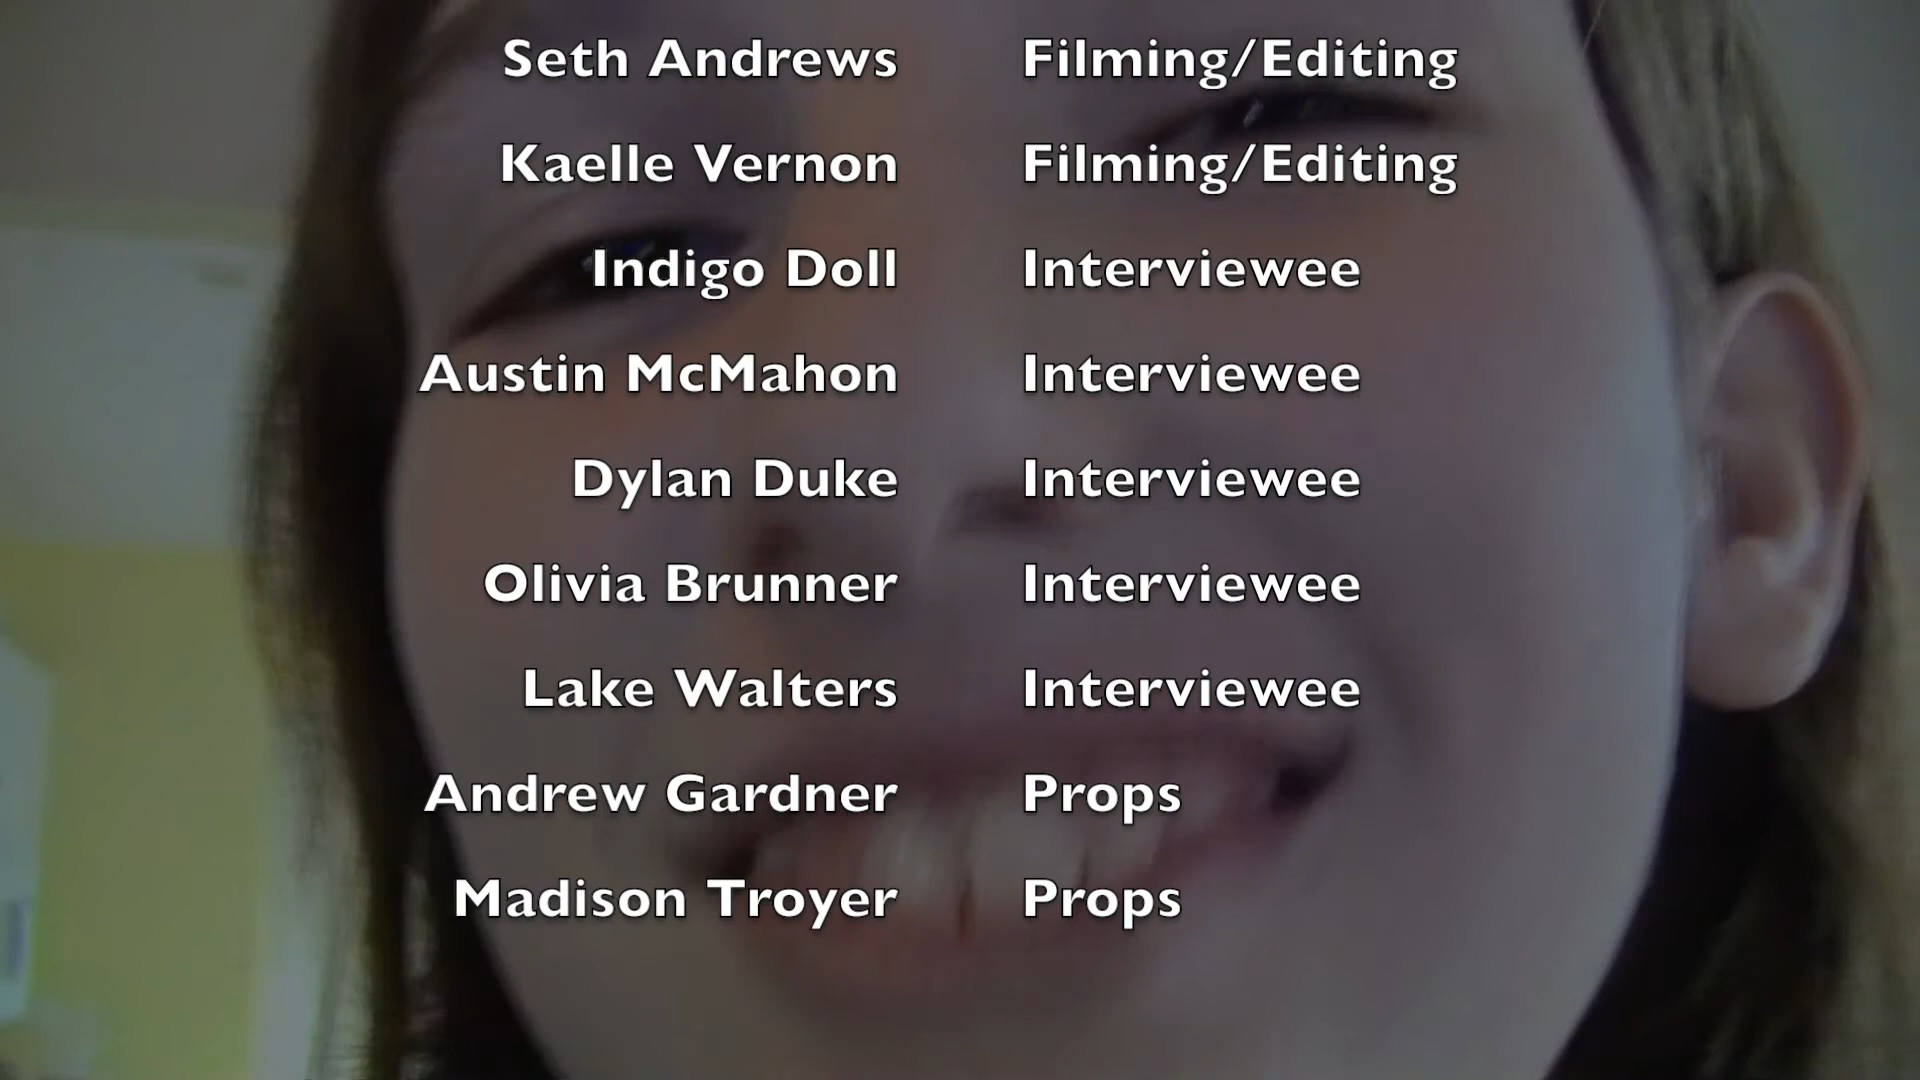 Seth Andrews Filming/Editing
Kaelle Vernon Filming/Editing
Indigo Doll Interviewee
Austin McMahon Interviewee
Dylan Duke Interviewee
Olivia Brunner Interviewee
Lake Walters Interviewee
Andrew Gardner Props
Madison Troyer Props